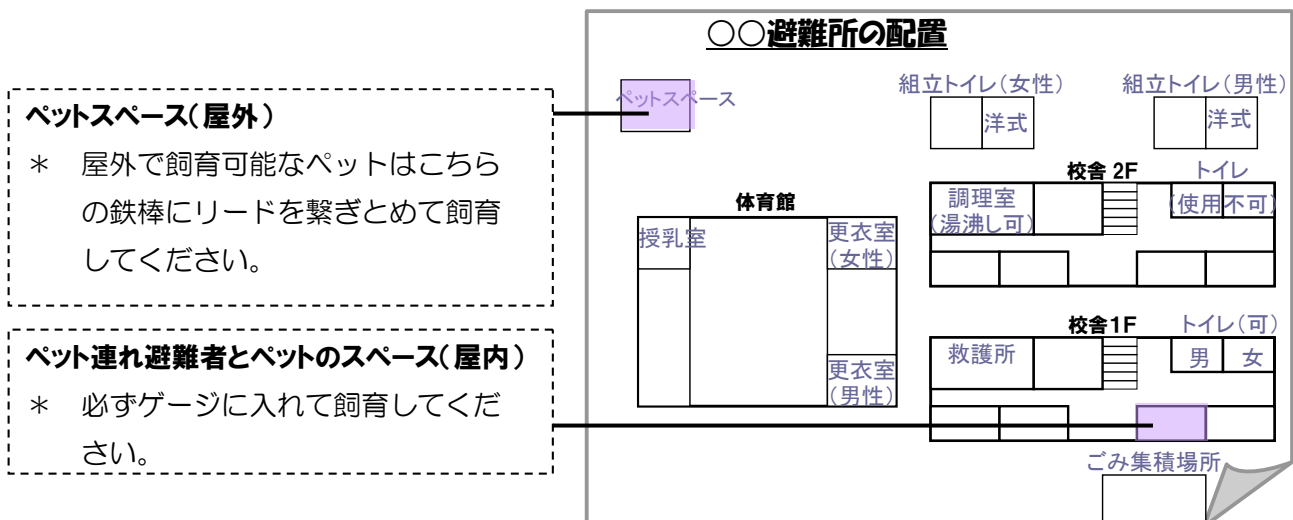 ○○避難所の配置
ペットスペース(屋外)
＊ 屋外で飼育可能なペットはこちら
の鉄棒にリードを繋ぎとめて飼育
してください。
ペット連れ避難者とペットのスペース(屋内)
＊ 必ずゲージに入れて飼育してくだ
さい。
ペットスペース
組立トイレ(女性)
洋式
組立トイレ(男性)
洋式
体育館
授乳室
更衣室
(女性)
更衣室
(男性)
校舎 2F
トイレ
(使用不可)
調理室
(湯沸し可)
校舎1F
トイレ(可)
救護所
男
女
ごみ集積場所